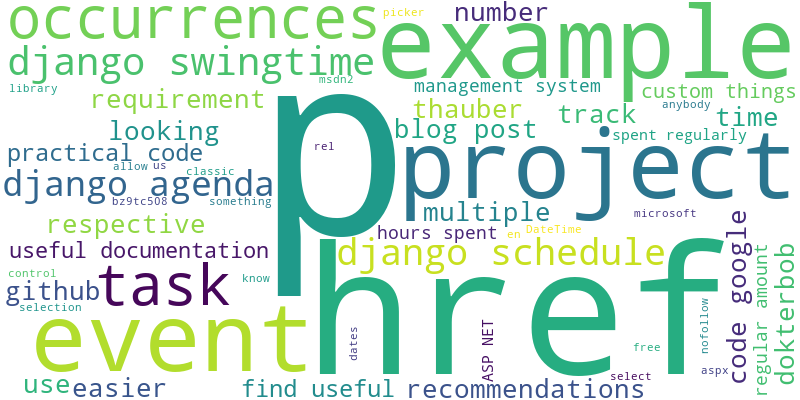 occurrences
picker
number
example
django swingtime
msdn2
library
management system
custom things
requirement
thauber
anybody
looking
blog post
track
time
spent regularly
practical code
rel
p
project
allow
us
classic
django agenda
bz9tc508
something
multiple
microsoft
respective
hours spent
en
DateTime
useful documentation
django schedule
href
code google
regular amount
dokterbob
control
know
github
task
selection
event
dates
ASP NET
free
nofollow
select
aspx
use
easier
find useful
recommendations